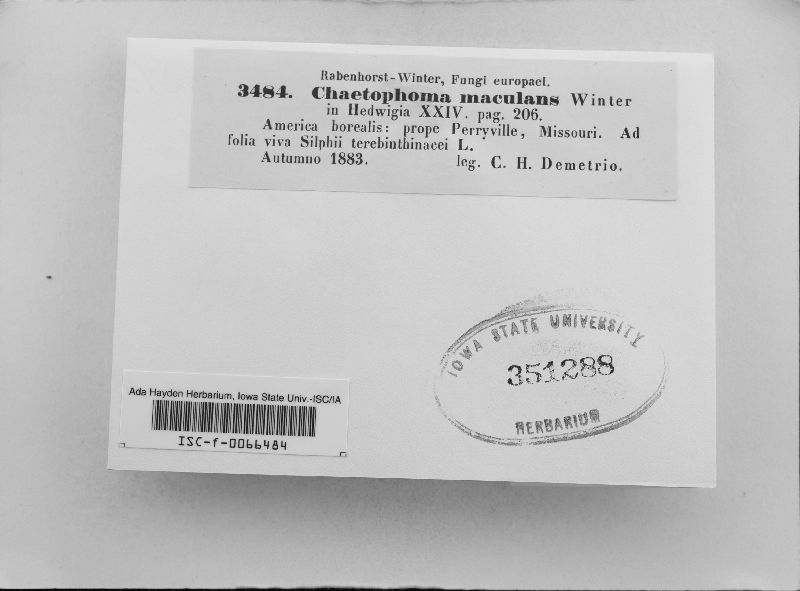 Rabenhorst-Winter, Fungi europaei.
3484. Chaetophoma maculans Winter
in Hedwigia XXIV. pag. 206.
America borealis: prope Perryville, Missouri. Ad
folia viva Silphii terebinthinacei L.
Autumno 1883. leg. C. H. Demetrio.
IOWA STATE UNIVERSITY
351288
HERBARIUM
Ada Hayden Herbarium, Iowa State Univ.-ISC/IA
ISC-f-0066484